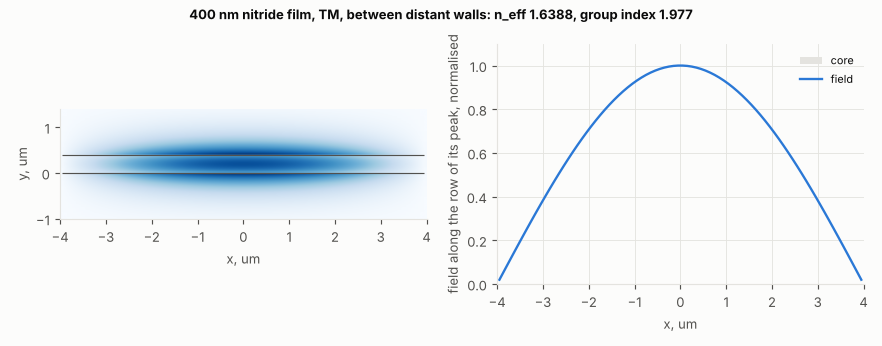 400 nm nitride film, TM, between distant walls: n_eff 1.6388, group index 1.977
y, um
1
0
−1
−4 −3 −2 −1 0 1 2 3 4
x, um
field along the row of its peak, normalised
1.0
0.8
0.6
0.4
0.2
0.0
core
field
−4 −3 −2 −1 0 1 2 3 4
x, um